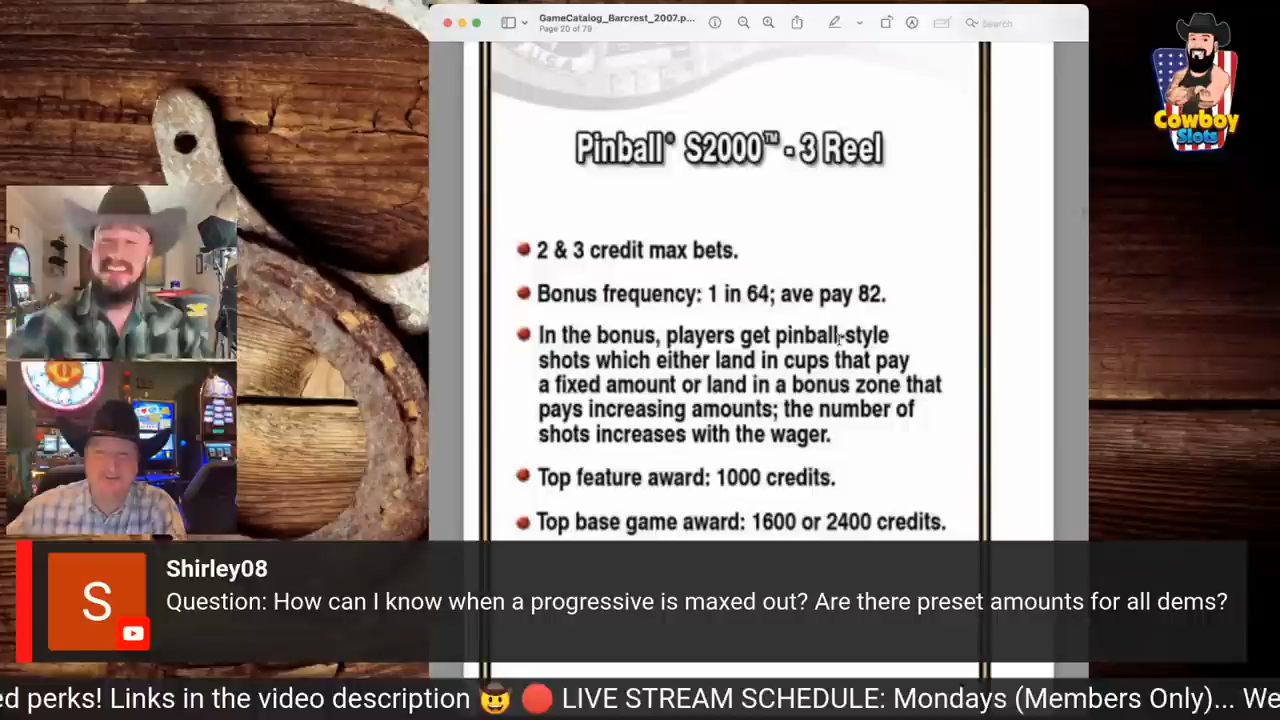 GameCatalog_Barcrest_2007.p...
Page 20 of 79
Search
Cowboy
Slots
Pinball® S2000™ - 3 Reel
2 & 3 credit max bets.
Bonus frequency: 1 in 64; ave pay 82.
In the bonus, players get pinball-style
shots which either land in cups that pay
a fixed amount or land in a bonus zone that
pays increasing amounts; the number of
shots increases with the wager.
Top feature award: 1000 credits.
Top base game award: 1600 or 2400 credits.
S
Shirley08
Question: How can I know when a progressive is maxed out? Are there preset amounts for all dems?
ed perks! Links in the video description 🤠 🔴 LIVE STREAM SCHEDULE: Mondays (Members Only)... We